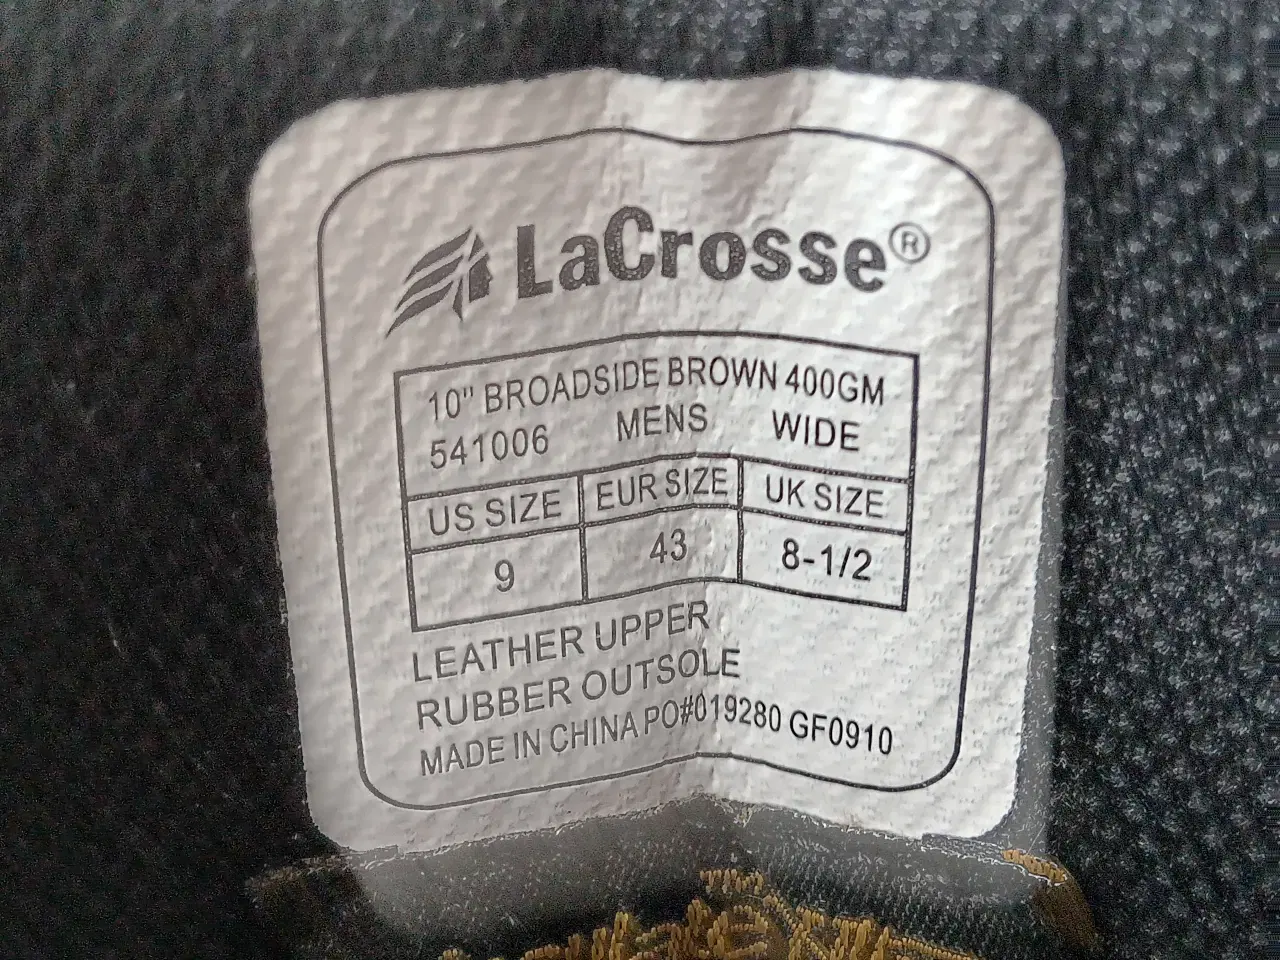 LaCrosse®
10" BROADSIDE BROWN 400GM
541006 MENS WIDE
US SIZE EUR SIZE UK SIZE
9 43 8-1/2
LEATHER UPPER
RUBBER OUTSOLE
MADE IN CHINA PO#019280 GF0910